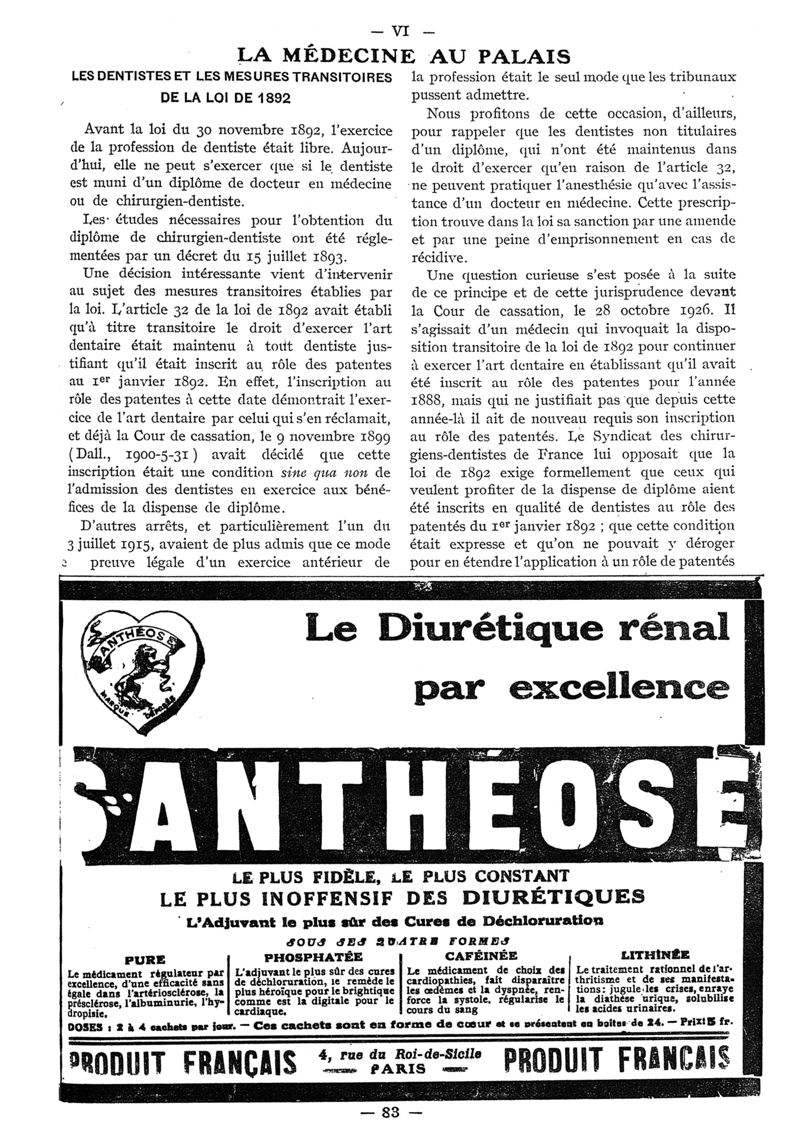 — VI —
LA MÉDECINE AU PALAIS
LES DENTISTES ET LES MESURES TRANSITOIRES
DE LA LOI DE 1892
Avant la loi du 30 novembre 1892, l'exercice
de la profession de dentiste était libre. Aujour-
d'hui, elle ne peut s'exercer que si le dentiste
est muni d'un diplôme de docteur en médecine
ou de chirurgien-dentiste.
Les études nécessaires pour l'obtention du
diplôme de chirurgien-dentiste ont été régle-
mentées par un décret du 15 juillet 1893.
Une décision intéressante vient d'intervenir
au sujet des mesures transitoires établies par
la loi. L'article 32 de la loi de 1892 avait établi
qu'à titre transitoire le droit d'exercer l'art
dentaire était maintenu à tout dentiste jus-
tifiant qu'il était inscrit au rôle des patentes
au 1er janvier 1892. En effet, l'inscription au
rôle des patentes à cette date démontrait l'exer-
cice de l'art dentaire par celui qui s'en réclamait,
et déjà la Cour de cassation, le 9 novembre 1899
(Dall., 1900-5-31) avait décidé que cette
inscription était une condition sine qua non de
l'admission des dentistes en exercice aux béné-
fices de la dispense de diplôme.
D'autres arrêts, et particulièrement l'un du
3 juillet 1915, avaient de plus admis que ce mode
e preuve légale d'un exercice antérieur de
la profession était le seul mode que les tribunaux
pussent admettre.
Nous profitons de cette occasion, d'ailleurs,
pour rappeler que les dentistes non titulaires
d'un diplôme, qui n'ont été maintenus dans
le droit d'exercer qu'en raison de l'article 32,
ne peuvent pratiquer l'anesthésie qu'avec l'assis-
tance d'un docteur en médecine. Cette prescrip-
tion trouve dans la loi sa sanction par une amende
et par une peine d'emprisonnement en cas de
récidive.
Une question curieuse s'est posée à la suite
de ce principe et de cette jurisprudence devant
la Cour de cassation, le 28 octobre 1926. Il
s'agissait d'un médecin qui invoquait la dispo-
sition transitoire de la loi de 1892 pour continuer
à exercer l'art dentaire en établissant qu'il avait
été inscrit au rôle des patentes pour l'année
1888, mais qui ne justifiait pas que depuis cette
année-là il ait de nouveau requis son inscription
au rôle des patentés. Le Syndicat des chirur-
giens-dentistes de France lui opposait que la
loi de 1892 exige formellement que ceux qui
veulent profiter de la dispense de diplôme aient
été inscrits en qualité de dentistes au rôle des
patentés du 1er janvier 1892 ; que cette condition
était expresse et qu'on ne pouvait y déroger
pour en étendre l'application à un rôle de patentés
SANTHÉOSE
MARQUE DÉPOSÉE
Le Diurétique rénal
par excellence
SANTHÉOSE
LE PLUS FIDÈLE, LE PLUS CONSTANT
LE PLUS INOFFENSIF DES DIURÉTIQUES
L'Adjuvant le plus sûr des Cures de Déchloruration
SOUS SES QUATRE FORMES
PURE
Le médicament régulateur par
excellence, d'une efficacité sans
égale dans l'artériosclérose, la
présclérose, l'albuminurie, l'hy-
dropisie.
PHOSPHATÉE
L'adjuvant le plus sûr des cures
de déchloruration, le remède le
plus héroïque pour le brightique
comme est la digitale pour le
cardiaque.
CAFÉINÉE
Le médicament de choix des
cardiopathies, fait disparaître
les œdèmes et la dyspnée, ren-
force la systole, régularise le
cours du sang
LITHINÉE
Le traitement rationnel de l'ar-
thritisme et de ses manifesta-
tions : jugule les crises, enraye
la diathèse urique, solubilise
les acides urinaires.
DOSES : 2 à 4 cachets par jour. — Ces cachets sont en forme de cœur et se présentent en boîtes de 24. — Prix : 5 fr.
PRODUIT FRANÇAIS
4, rue du Roi-de-Sicile
PARIS
PRODUIT FRANÇAIS
— 83 —